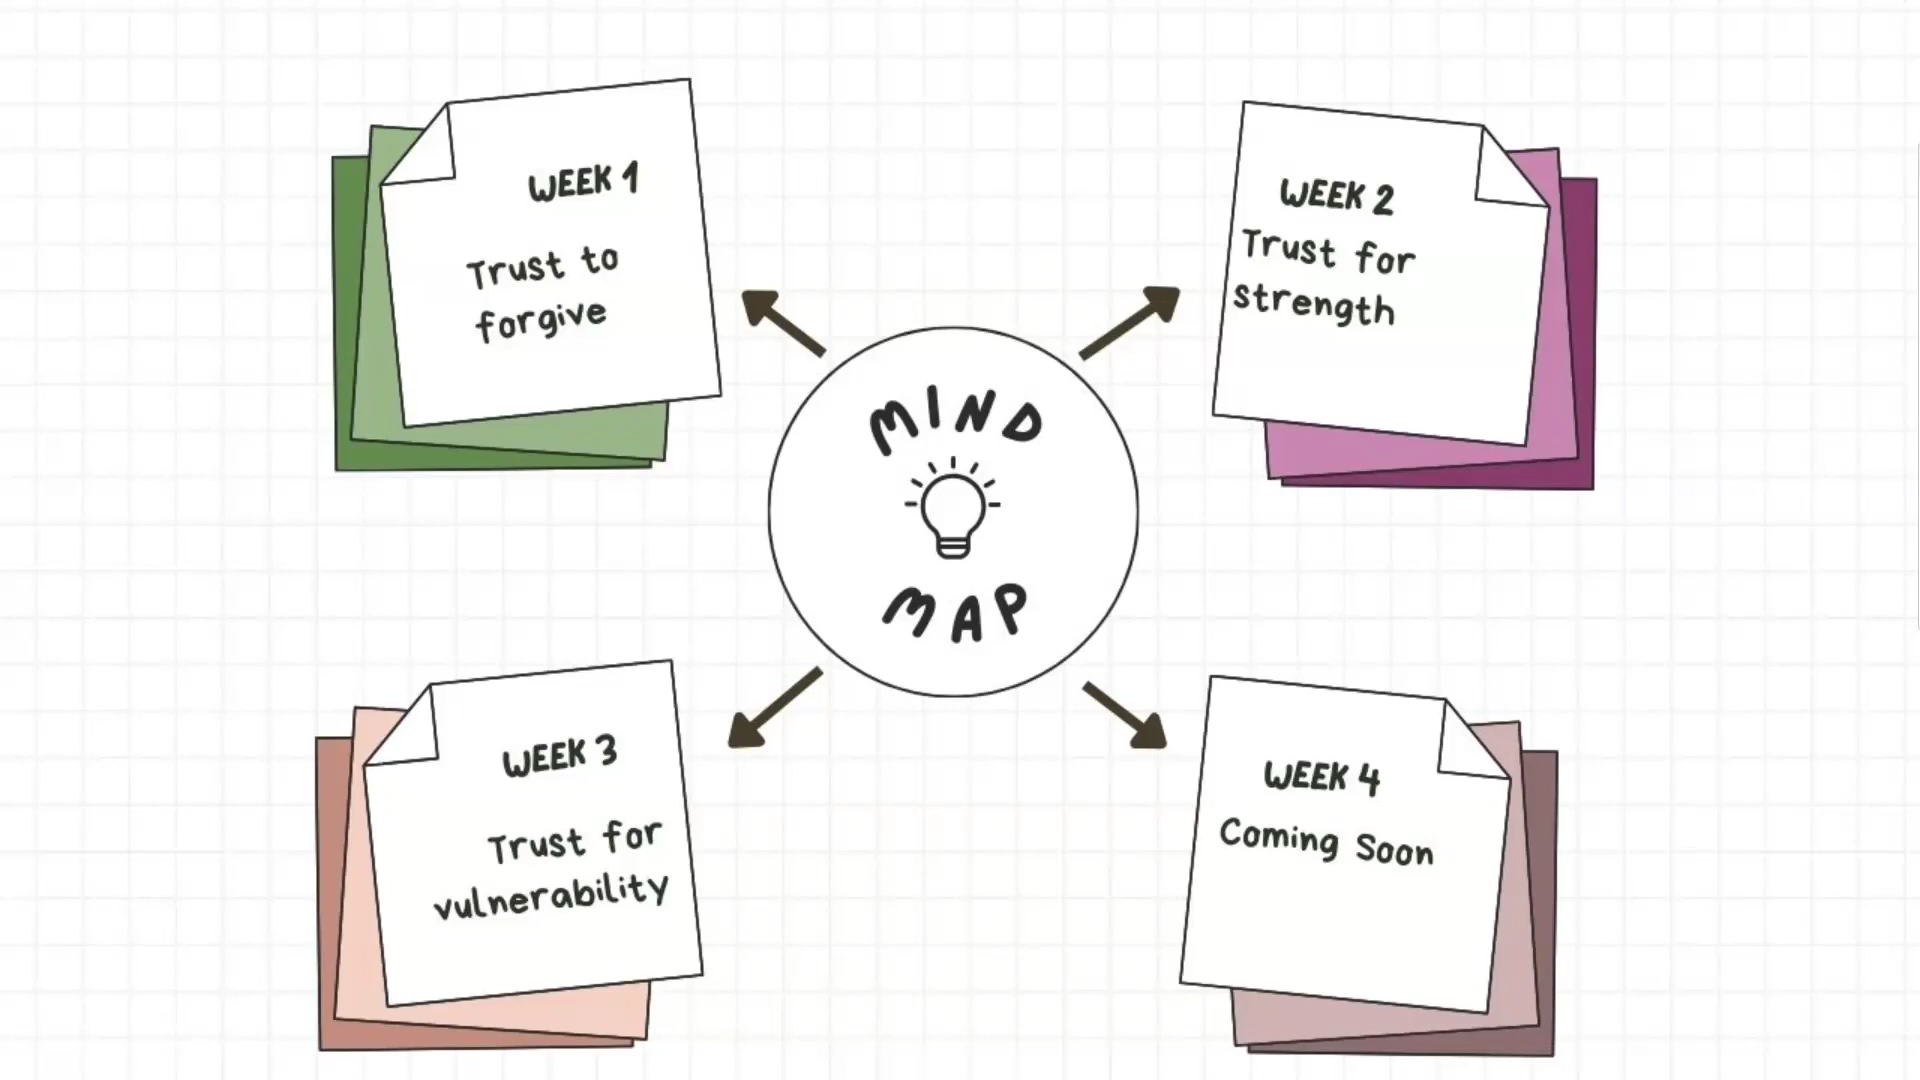 WEEK 1
Trust to
forgive
WEEK 2
Trust for
strength
MIND
MAP
WEEK 3
Trust for
vulnerability
WEEK 4
Coming Soon